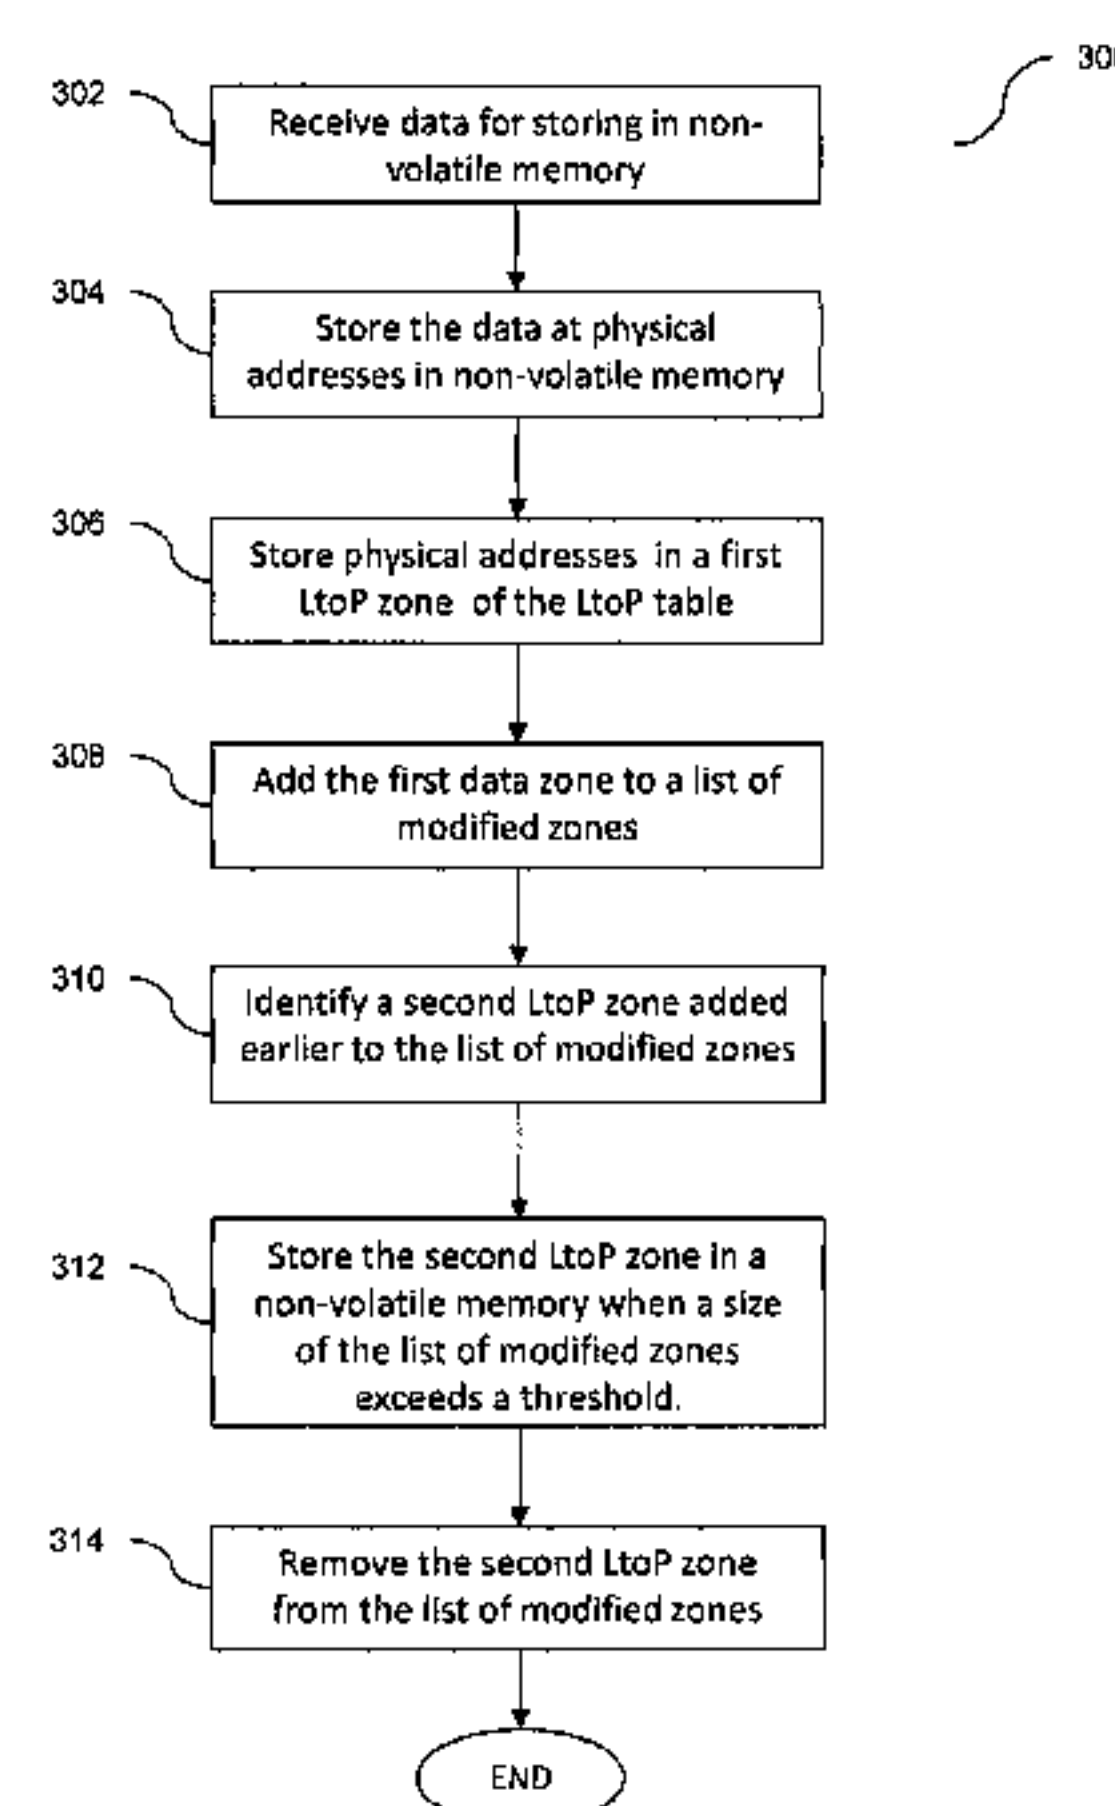 300
302
Receive data for storing in non-
volatile memory
304
Store the data at physical
addresses in non-volatile memory
306
Store physical addresses in a first
LtoP zone of the LtoP table
308
Add the first data zone to a list of
modified zones
310
Identify a second LtoP zone added
earlier to the list of modified zones
312
Store the second LtoP zone in a
non-volatile memory when a size
of the list of modified zones
exceeds a threshold.
314
Remove the second LtoP zone
from the list of modified zones
END